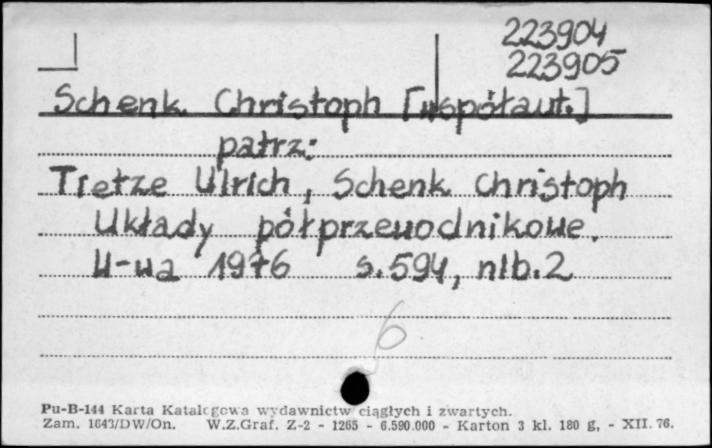 223904
223905
Schenk Christoph [współaut.]
patrz:
Tietze Ulrich, Schenk Christoph
Układy półprzewodnikowe.
W-wa 1976 s. 594, nlb. 2
6
Pu-B-144 Karta Katalogowa wydawnictw ciągłych i zwartych.
Zam. 1643/DW/On. W.Z.Graf. Z-2 - 1265 - 6.590.000 - Karton 3 kl. 180 g, - XII. 76.